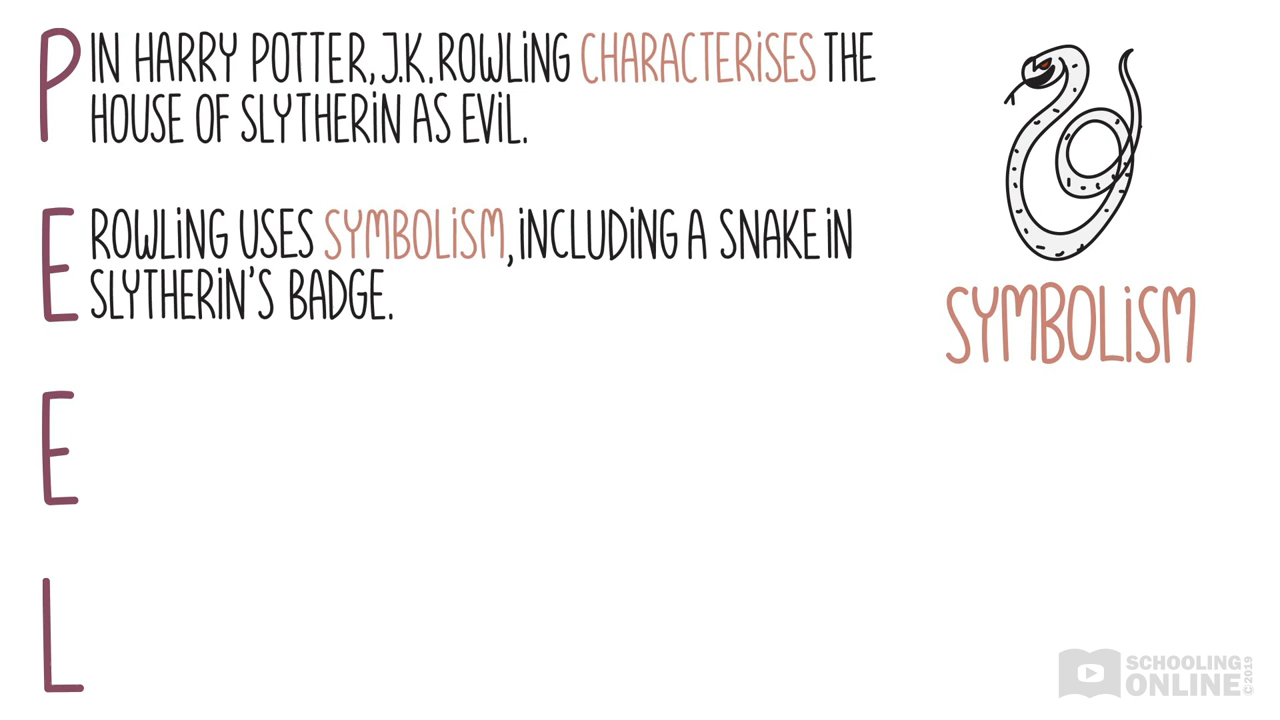 P IN HARRY POTTER, J.K. ROWLiNG CHARACTERiSES THE
HOUSE OF SLYTHERiN AS EViL.
E ROWLiNG USES SYMBOLiSM, iNCLUDiNG A SNAKE iN
SLYTHERiN'S BADGE.
SYMBOLiSM
E
L
SCHOOLING
ONLINE
© 2019